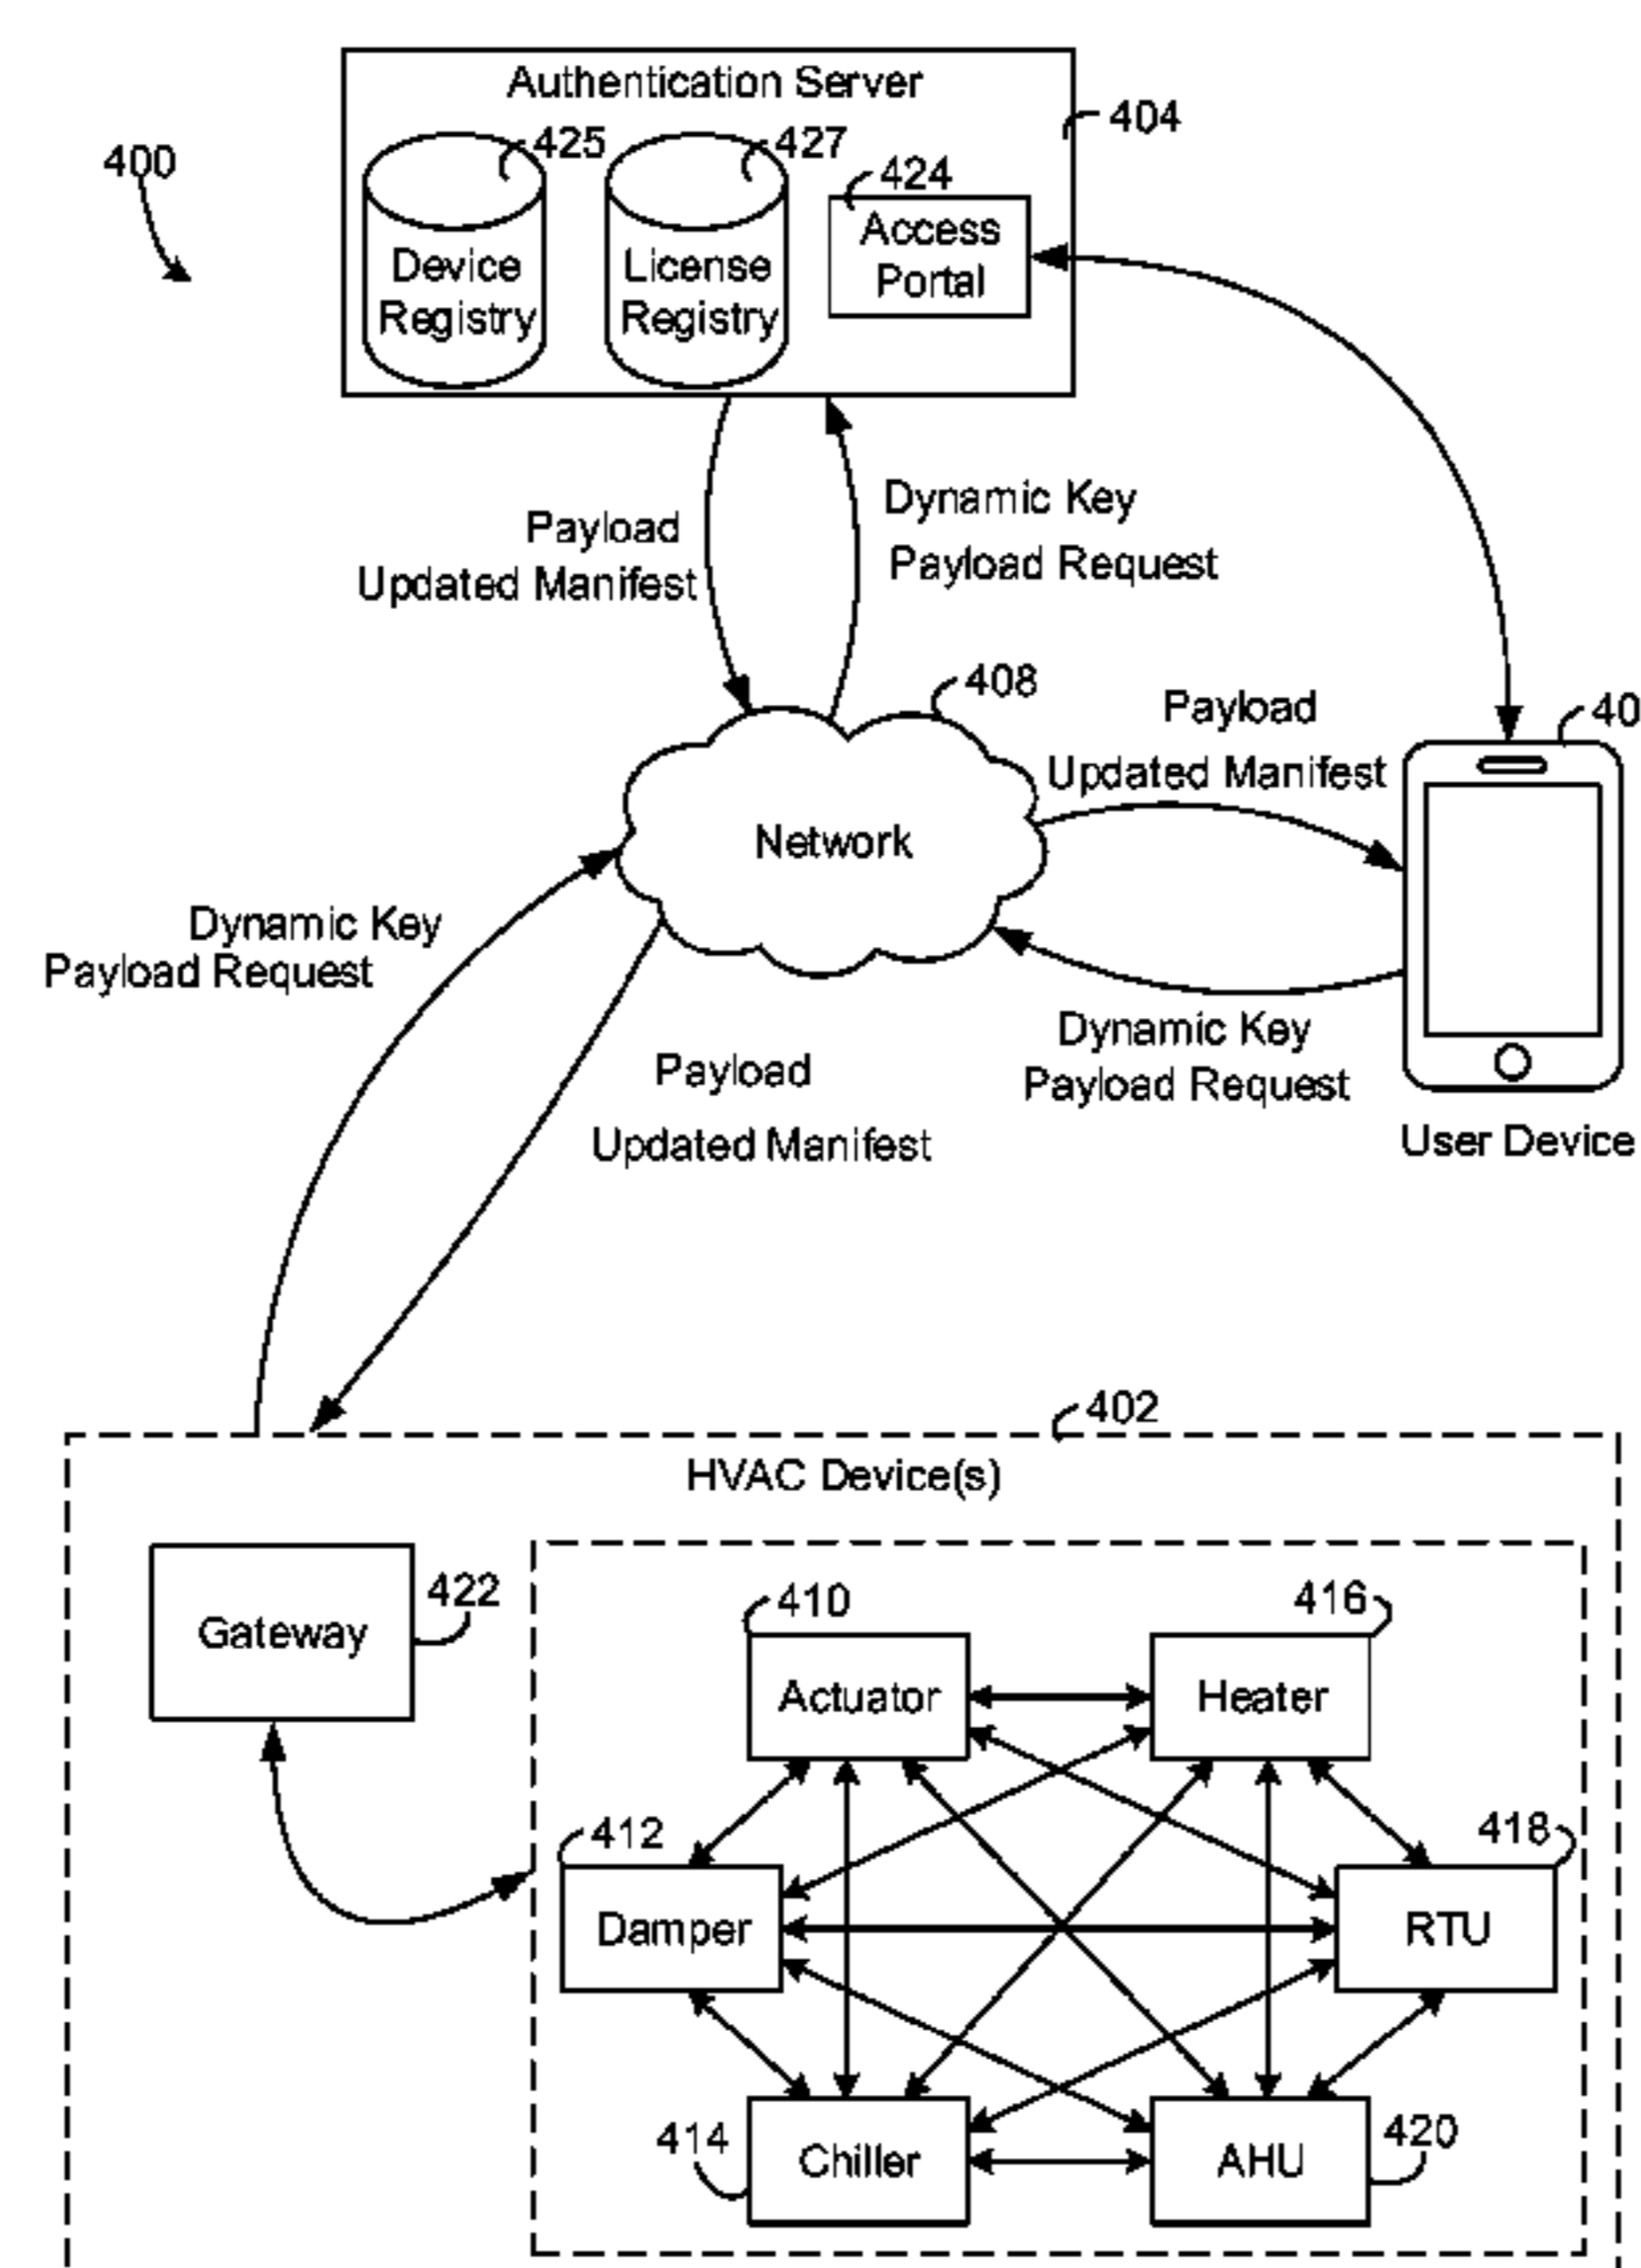 Authentication Server
404
400
425
427
424
Device
Registry
License
Registry
Access
Portal
Payload
Updated Manifest
Dynamic Key
Payload Request
408
Payload
Updated Manifest
40
Network
Dynamic Key
Payload Request
Payload
Updated Manifest
Dynamic Key
Payload Request
User Device
402
HVAC Device(s)
Gateway
422
410
Actuator
416
Heater
412
Damper
418
RTU
414
Chiller
AHU
420